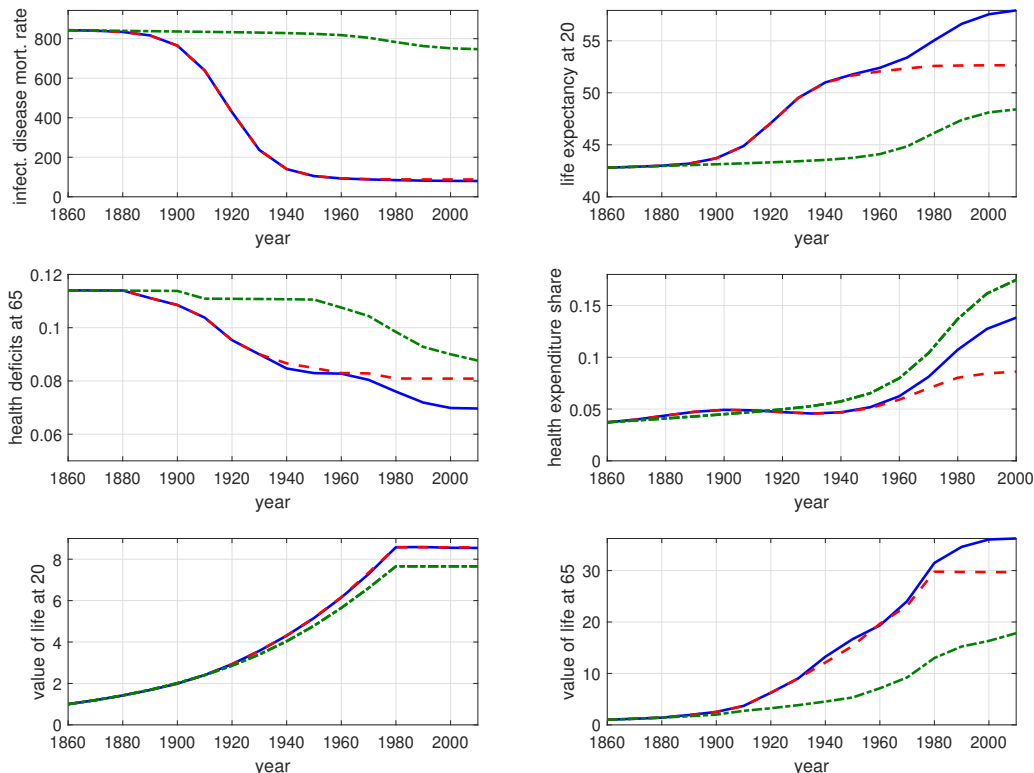 infect. disease mort. rate
800
600
400
200
0
1860 1880 1900 1920 1940 1960 1980 2000
year
life expectancy at 20
55
50
45
40
1860 1880 1900 1920 1940 1960 1980 2000
year
health deficits at 65
0.12
0.1
0.08
0.06
1860 1880 1900 1920 1940 1960 1980 2000
year
health expenditure share
0.15
0.1
0.05
0
1860 1880 1900 1920 1940 1960 1980 2000
year
value of life at 20
8
6
4
2
0
1860 1880 1900 1920 1940 1960 1980 2000
year
value of life at 65
30
20
10
0
1860 1880 1900 1920 1940 1960 1980 2000
year